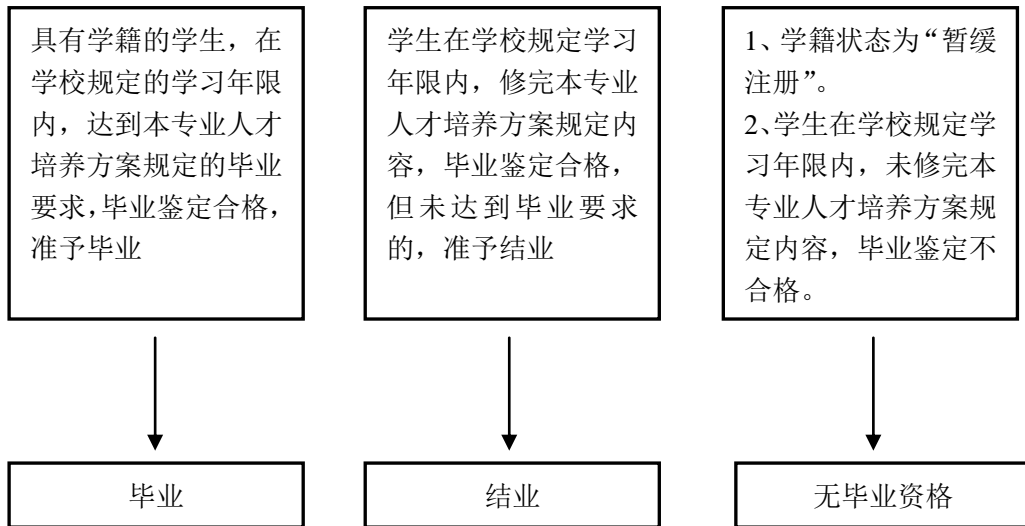 具有学籍的学生，在
学校规定的学习年限
内，达到本专业人才
培养方案规定的毕业
要求，毕业鉴定合格，
准予毕业
学生在学校规定学习
年限内，修完本专业
人才培养方案规定内
容，毕业鉴定合格，
但未达到毕业要求
的，准予结业
1、学籍状态为“暂缓
注册”。
2、学生在学校规定学
习年限内，未修完本
专业人才培养方案规
定内容，毕业鉴定不
合格。
毕业
结业
无毕业资格